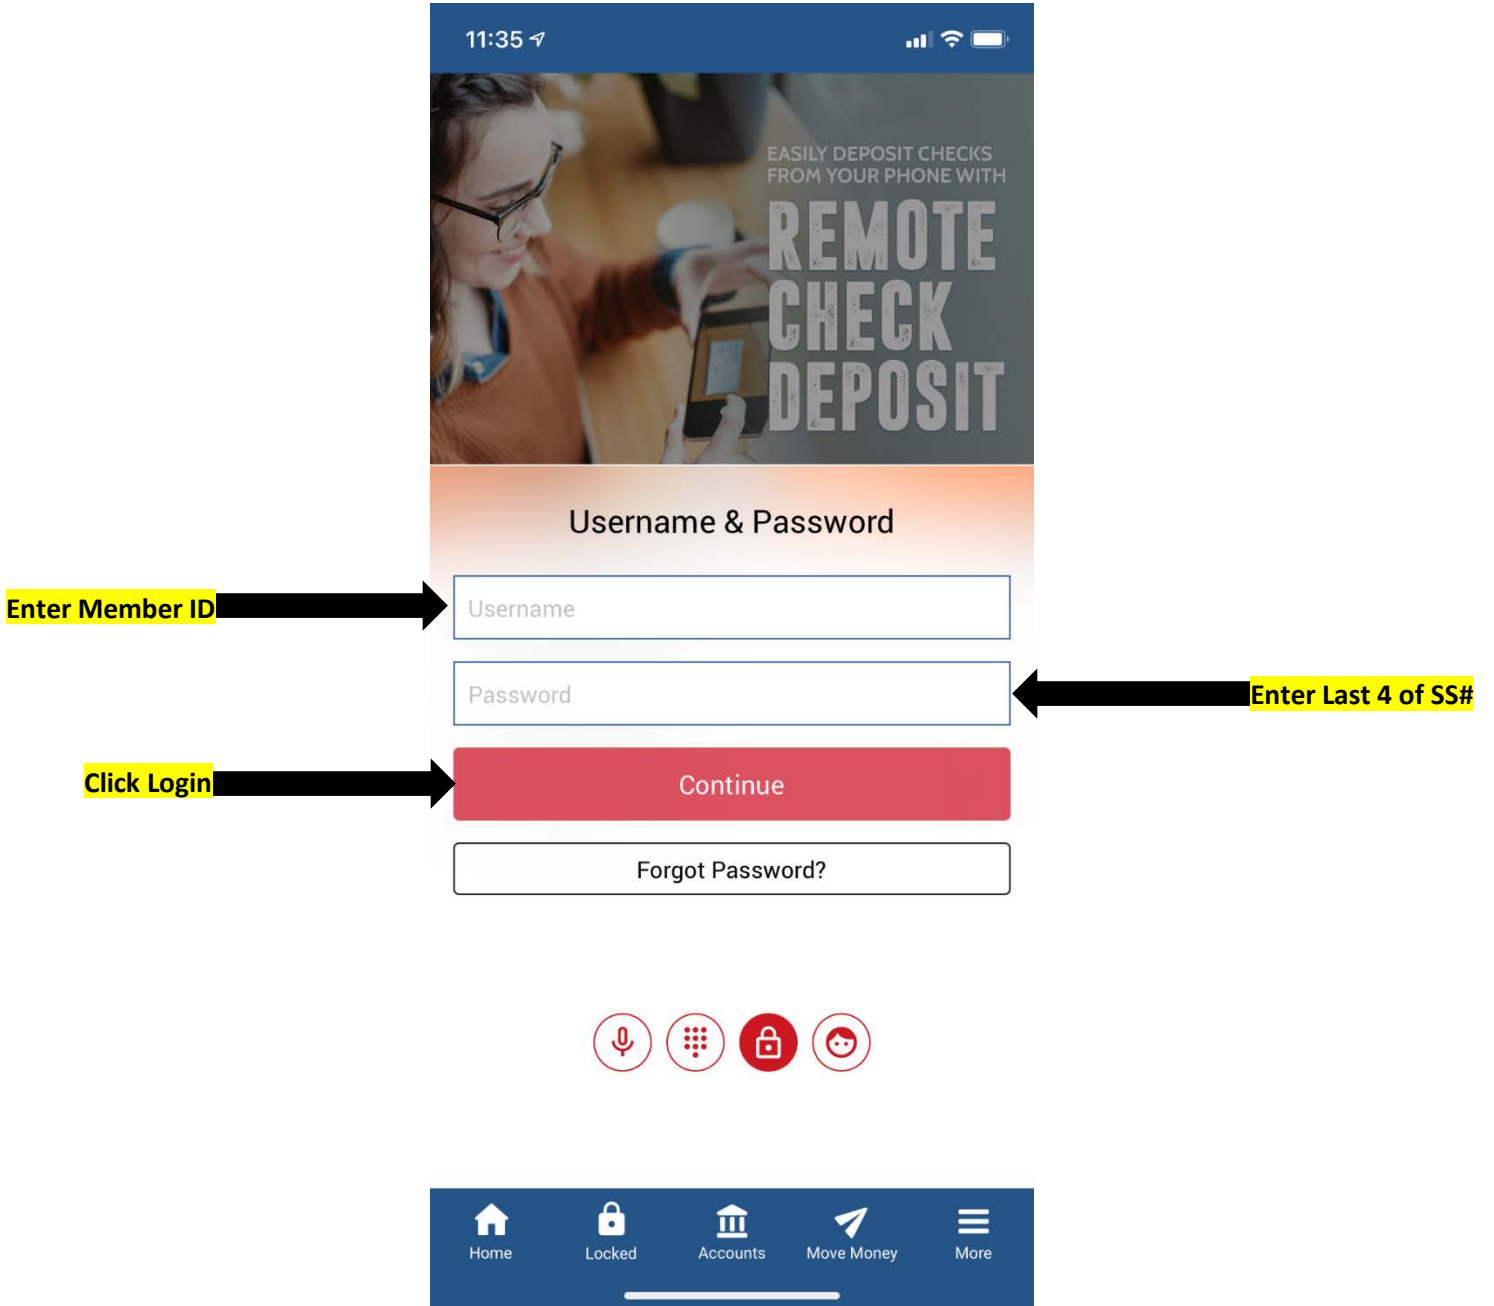 11:35
EASILY DEPOSIT CHECKS
FROM YOUR PHONE WITH
REMOTE
CHECK
DEPOSIT
Username & Password
Enter Member ID
Username
Password
Enter Last 4 of SS#
Click Login
Continue
Forgot Password?
Home Locked Accounts Move Money More